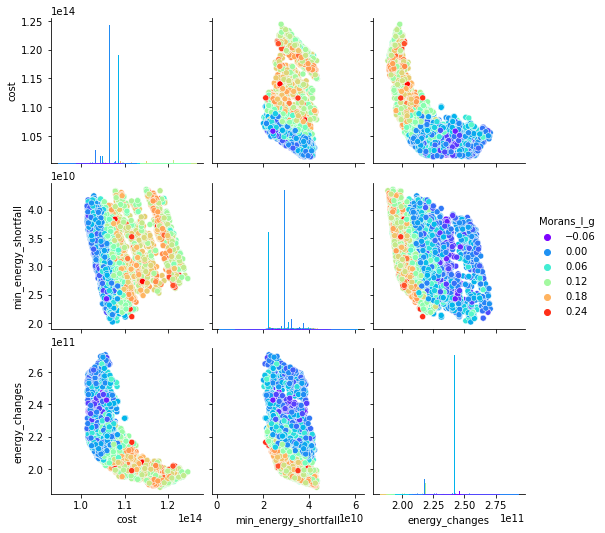 1e14
1.25
1.20
1.15
1.10
1.05
cost
1e10
4.0
3.5
3.0
2.5
2.0
min_energy_shortfall
Morans_I_g
−0.06
0.00
0.06
0.12
0.18
0.24
1e11
2.6
2.4
2.2
2.0
energy_changes
1.0
1.1
1.2
1e14
cost
0
2
4
6
1e10
min_energy_shortfall
2.00
2.25
2.50
2.75
1e11
energy_changes